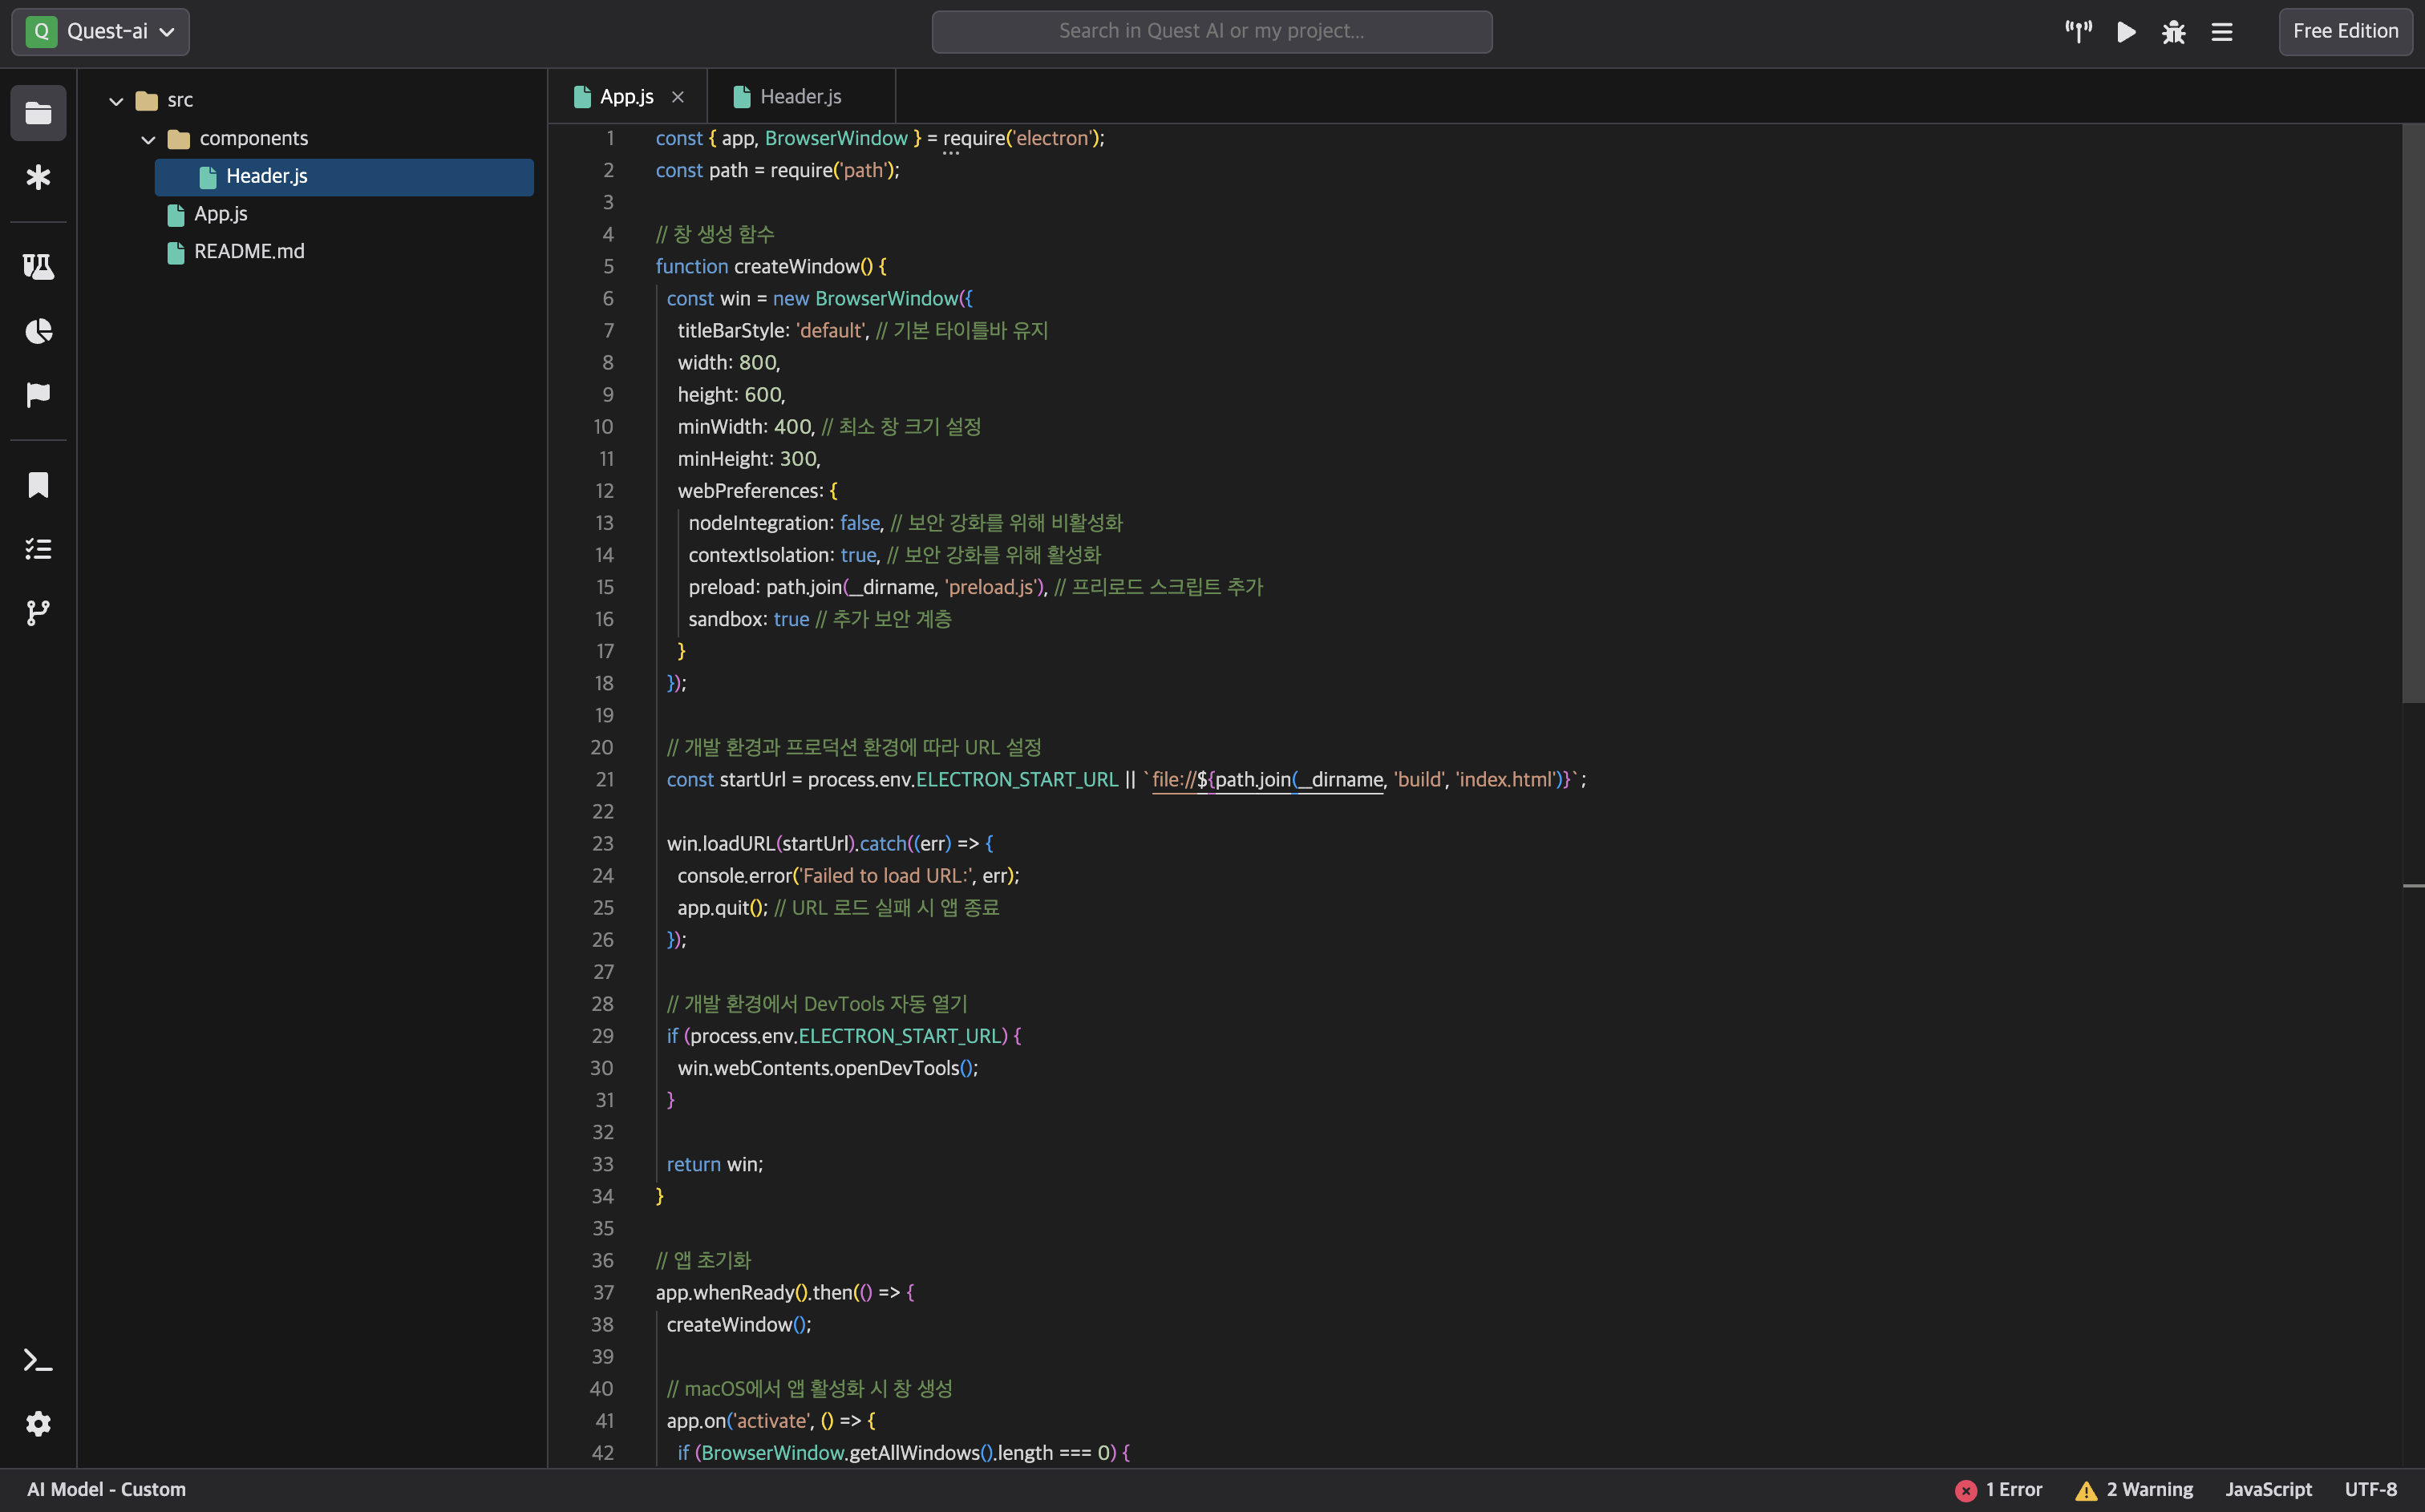 Q Quest-ai
Search in Quest AI or my project...
Free Edition
src
components
Header.js
App.js
README.md
App.js
Header.js
1 const { app, BrowserWindow } = require('electron');
2 const path = require('path');
3
4 // 창 생성 함수
5 function createWindow() {
6 const win = new BrowserWindow({
7 titleBarStyle: 'default', // 기본 타이틀바 유지
8 width: 800,
9 height: 600,
10 minWidth: 400, // 최소 창 크기 설정
11 minHeight: 300,
12 webPreferences: {
13 nodeIntegration: false, // 보안 강화를 위해 비활성화
14 contextIsolation: true, // 보안 강화를 위해 활성화
15 preload: path.join(__dirname, 'preload.js'), // 프리로드 스크립트 추가
16 sandbox: true // 추가 보안 계층
17 }
18 });
19
20 // 개발 환경과 프로덕션 환경에 따라 URL 설정
21 const startUrl = process.env.ELECTRON_START_URL || `file://${path.join(__dirname, 'build', 'index.html')}`;
22
23 win.loadURL(startUrl).catch((err) => {
24 console.error('Failed to load URL:', err);
25 app.quit(); // URL 로드 실패 시 앱 종료
26 });
27
28 // 개발 환경에서 DevTools 자동 열기
29 if (process.env.ELECTRON_START_URL) {
30 win.webContents.openDevTools();
31 }
32
33 return win;
34 }
35
36 // 앱 초기화
37 app.whenReady().then(() => {
38 createWindow();
39
40 // macOS에서 앱 활성화 시 창 생성
41 app.on('activate', () => {
42 if (BrowserWindow.getAllWindows().length === 0) {
AI Model - Custom
1 Error
2 Warning
JavaScript
UTF-8